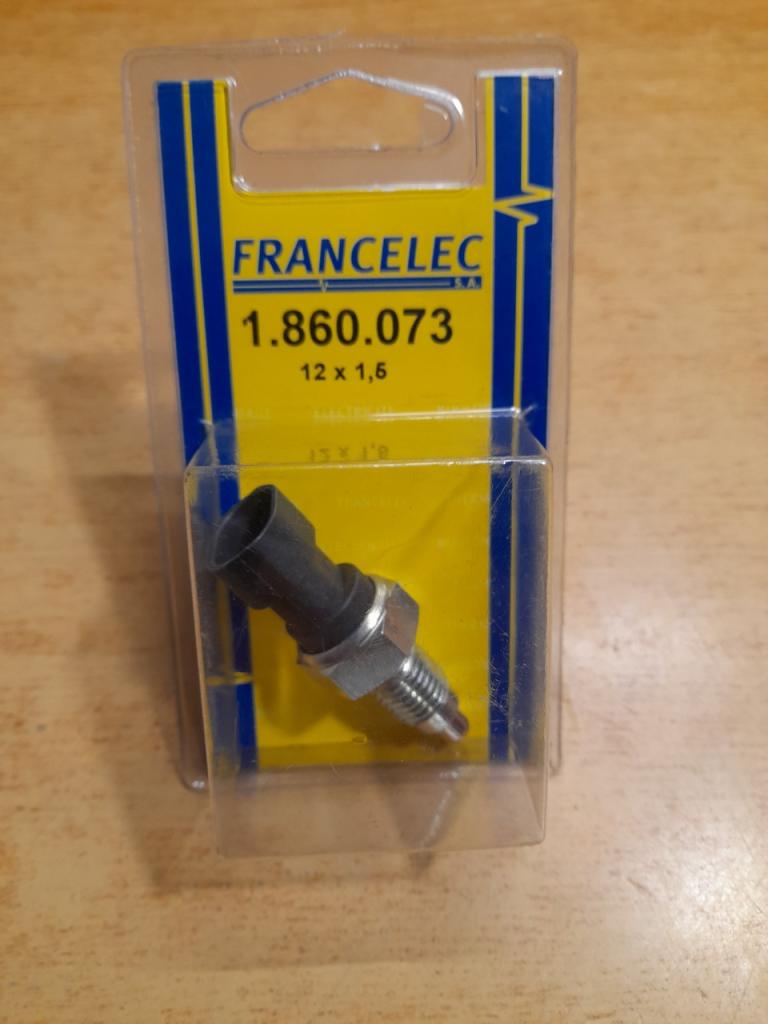 FRANCELEC
S.A.
1.860.073
12 x 1,5